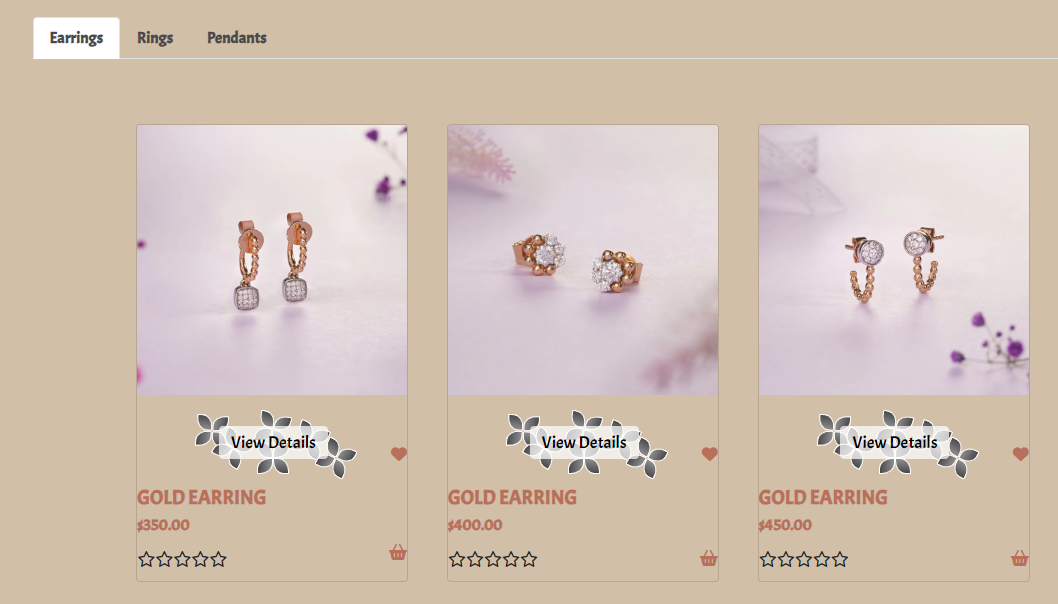 Earrings Rings Pendants
View Details View Details View Details
GOLD EARRING GOLD EARRING GOLD EARRING
$350.00 $400.00 $450.00